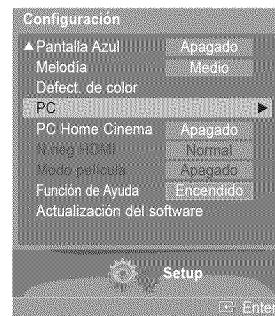 Configuración
▲ Pantalla Azul Apagado
Melodía Medio
Defect. de color
PC ▶
PC Home Cinema Apagado
N.neg HDMI Normal
Modo película Apagado
Función de Ayuda Encendido
Actualización del software
Setup
Enter